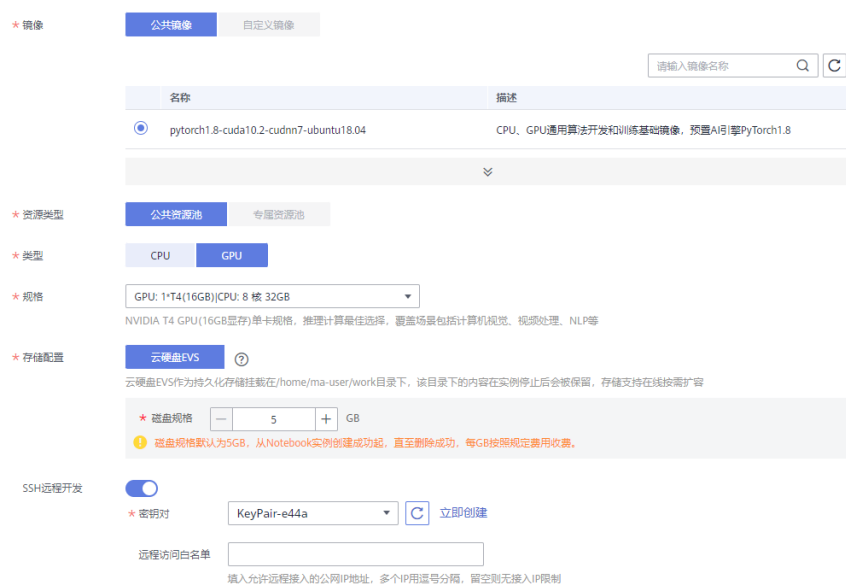 * 镜像 公共镜像 自定义镜像
请输入镜像名称
名称 描述
pytorch1.8-cuda10.2-cudnn7-ubuntu18.04 CPU、GPU通用算法开发和训练基础镜像，预置AI引擎PyTorch1.8
* 资源类型 公共资源池 专属资源池
* 类型 CPU GPU
* 规格 GPU: 1*T4(16GB)|CPU: 8 核 32GB
NVIDIA T4 GPU(16GB显存)单卡规格，推理计算最佳选择，覆盖场景包括计算机视觉、视频处理、NLP等
* 存储配置 云硬盘EVS ?
云硬盘EVS作为持久化存储挂载在/home/ma-user/work目录下，该目录下的内容在实例停止后会被保留，存储支持在线按需扩容
* 磁盘规格 — 5 + GB
! 磁盘规格默认为5GB，从Notebook实例创建成功起，直至删除成功，每GB按照规定费用收费。
SSH远程开发
* 密钥对 KeyPair-e44a 立即创建
远程访问白名单
填入允许远程接入的公网IP地址，多个IP用逗号分隔，留空则无接入IP限制